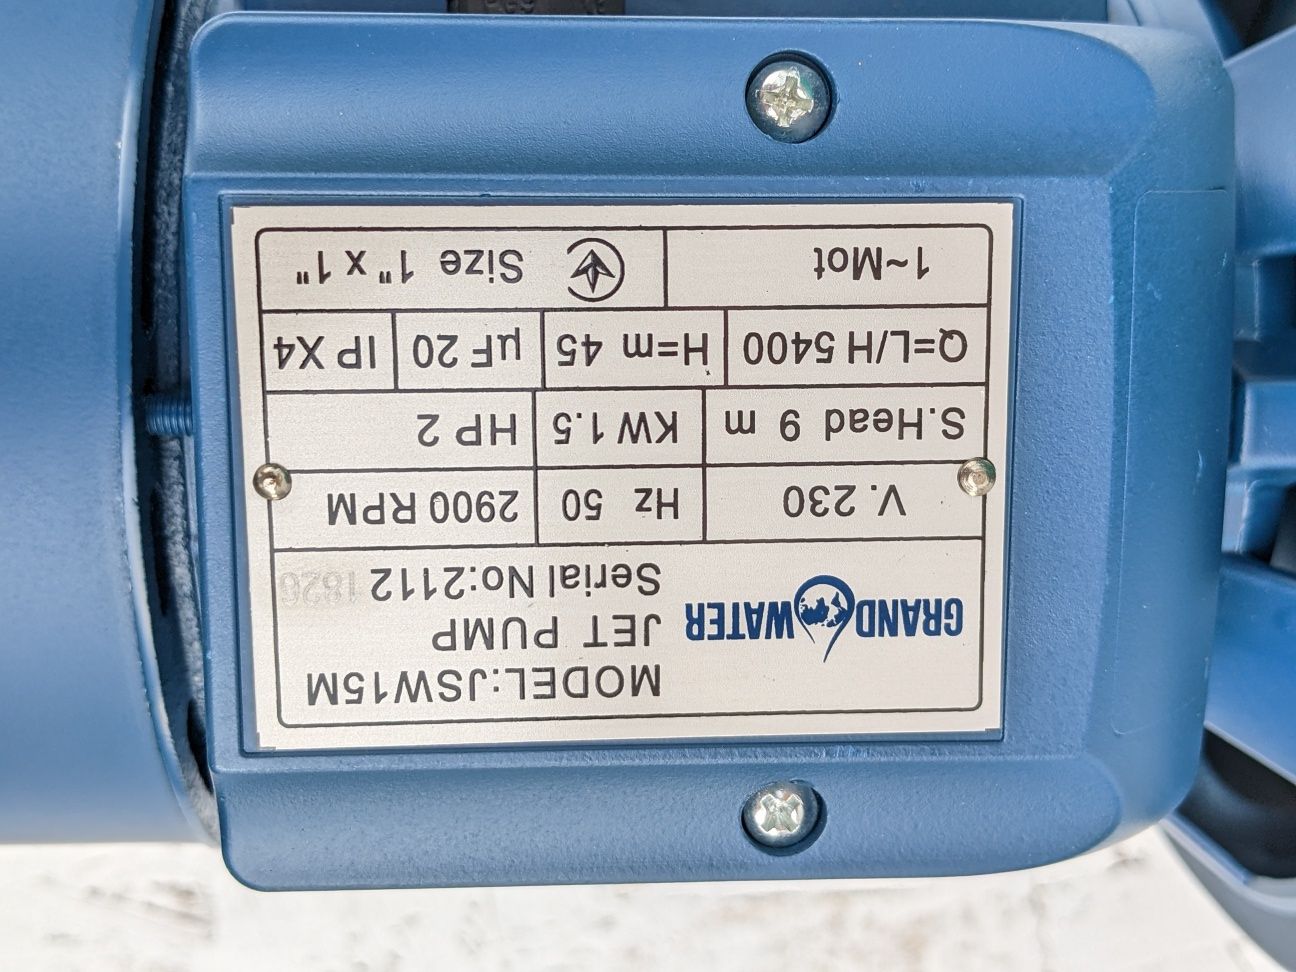 GRAND WATER
MODEL:JSW15M
JET PUMP
Serial No:2112 1826
V. 230 Hz 50 2900 RPM
S.Head 9 m KW 1.5 HP 2
Q=L/H 5400 H=m 45 µF 20 IP X4
1~Mot Size 1" x 1"